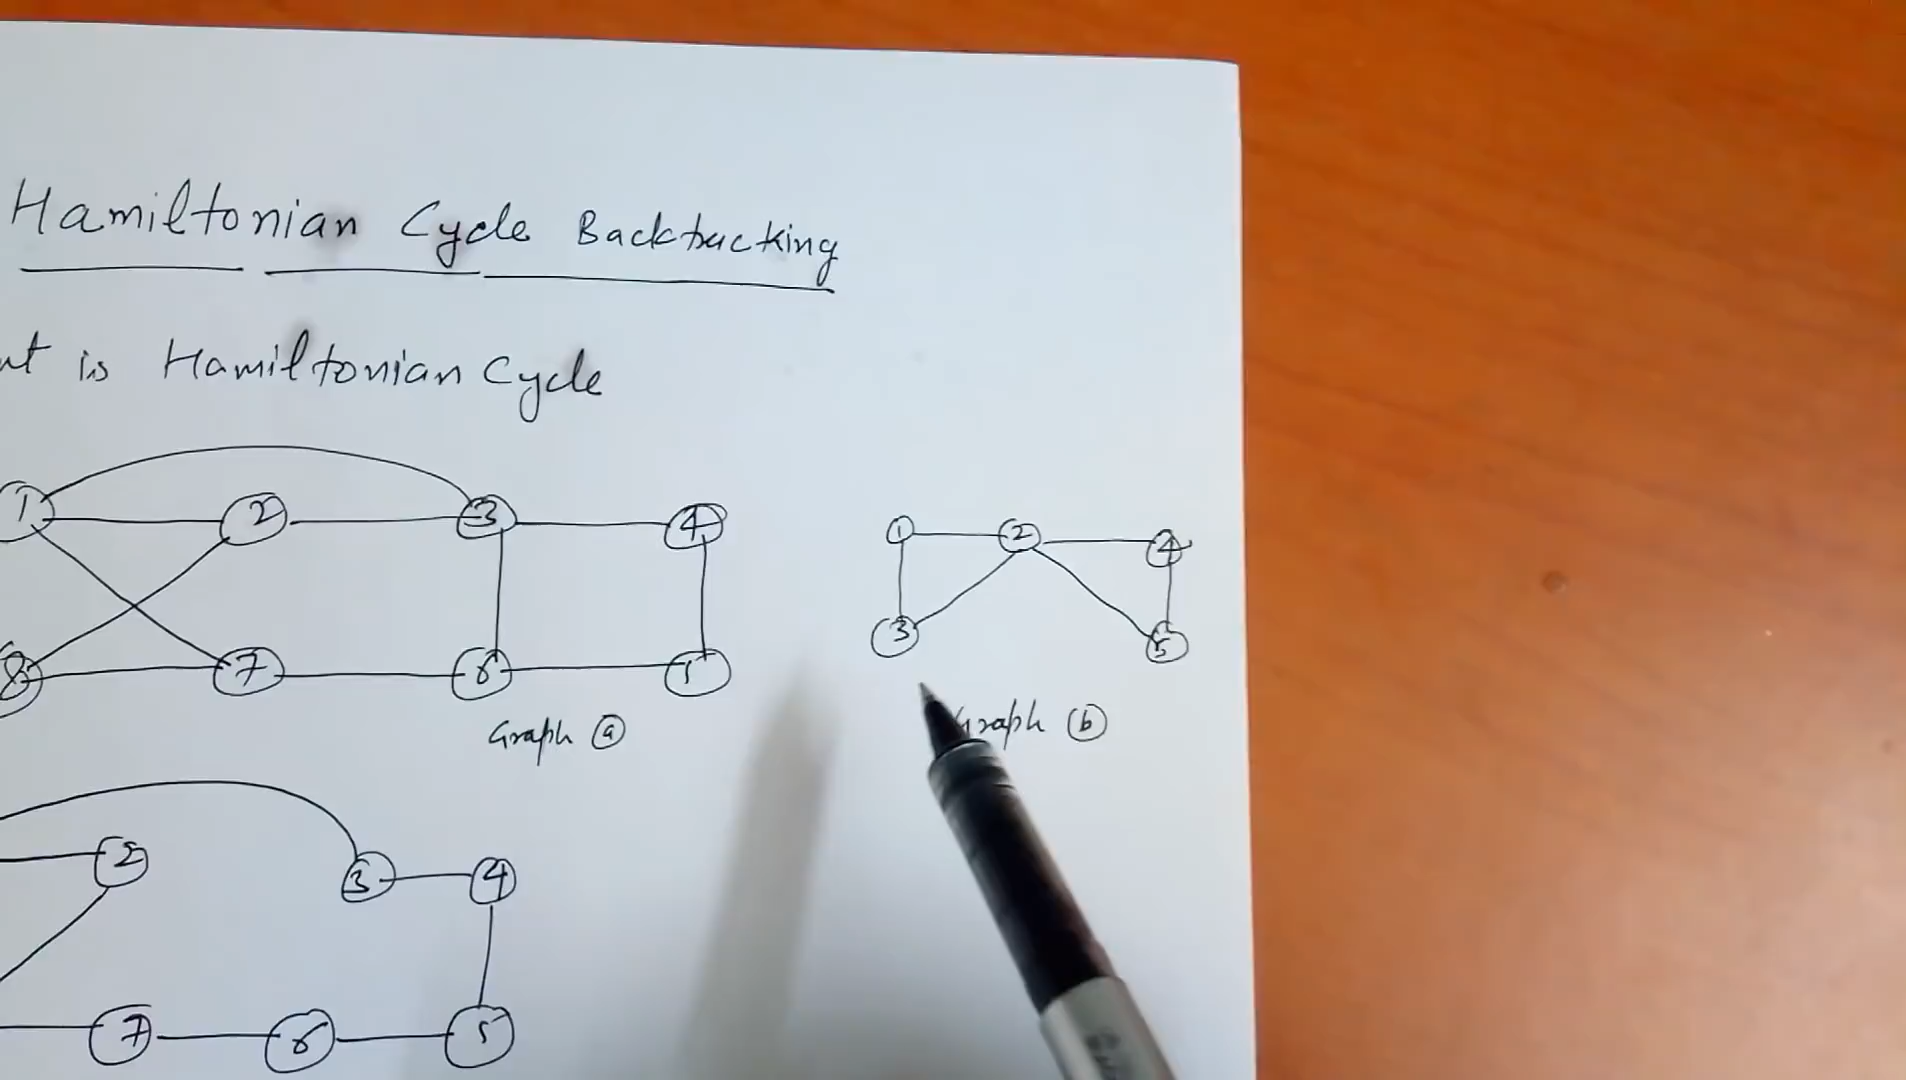 Hamiltonian Cycle Backtracking
is Hamiltonian Cycle
1 2 3 4
1 2 4
3 5
8 7 6 5
Graph a
Graph b
2 3 4
7 6 5